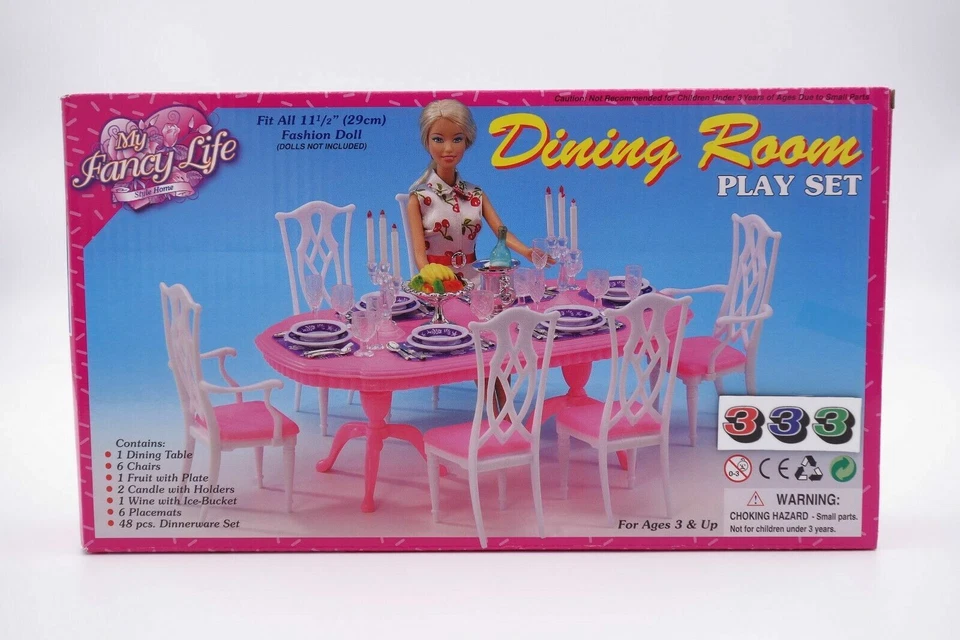 Caution: Not Recommended for Children Under 3 Years of Ages Due to Small Parts
My
Fancy Life
Style Home
Fit All 11 1/2" (29cm)
Fashion Doll
(DOLLS NOT INCLUDED)
Dining Room
PLAY SET
Contains:
• 1 Dining Table
• 6 Chairs
• 1 Fruit with Plate
• 2 Candle with Holders
• 1 Wine with Ice-Bucket
• 6 Placemats
• 48 pcs. Dinnerware Set
For Ages 3 & Up
333
0-3
CE
WARNING:
CHOKING HAZARD - Small parts.
Not for children under 3 years.